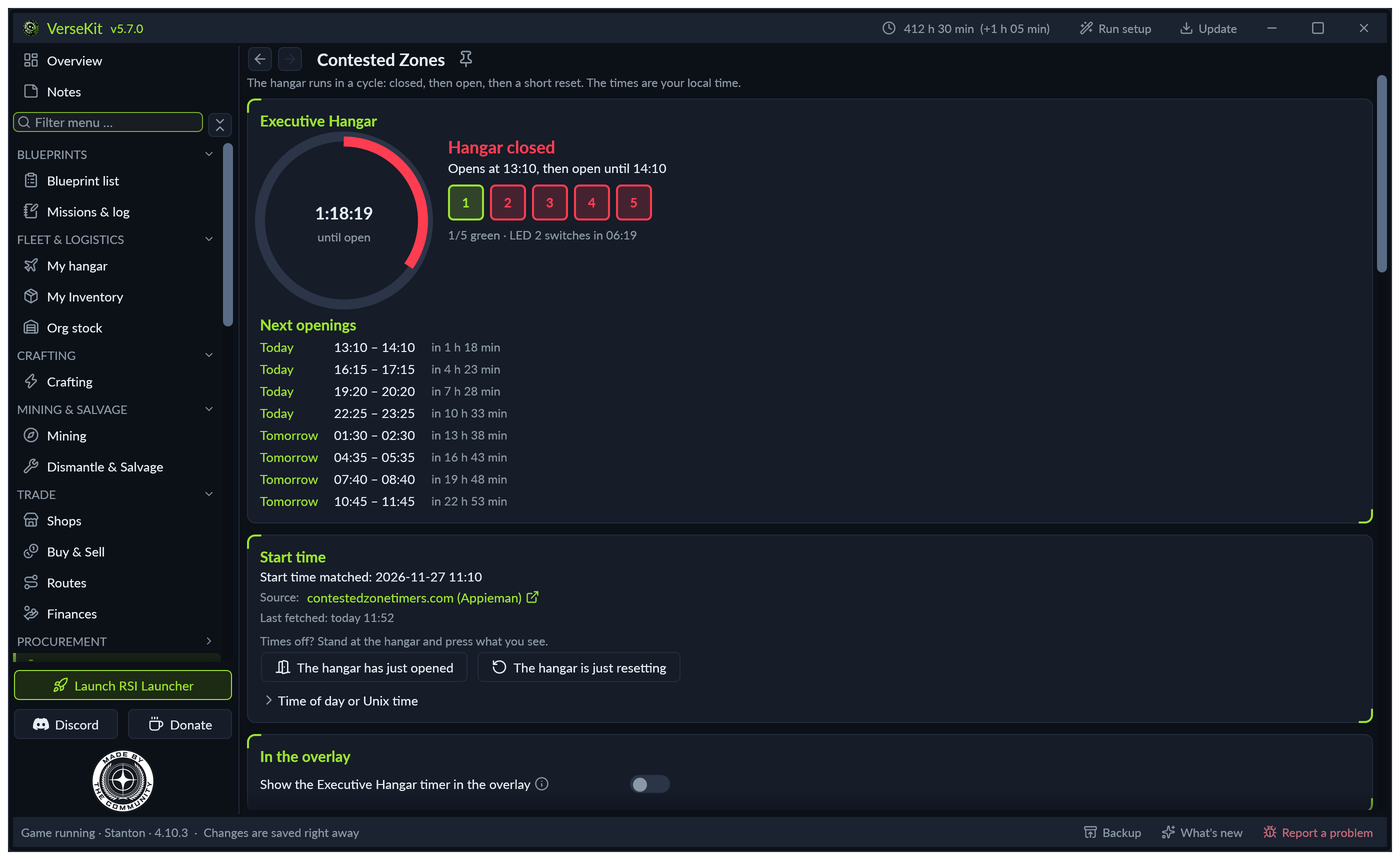 VerseKit v5.7.0
412 h 30 min (+1 h 05 min)
Run setup
Update
Overview
Notes
Filter menu ...
BLUEPRINTS
Blueprint list
Missions & log
FLEET & LOGISTICS
My hangar
My Inventory
Org stock
CRAFTING
Crafting
MINING & SALVAGE
Mining
Dismantle & Salvage
TRADE
Shops
Buy & Sell
Routes
Finances
PROCUREMENT
Launch RSI Launcher
Discord
Donate
MADE BY
THE COMMUNITY
Contested Zones
The hangar runs in a cycle: closed, then open, then a short reset. The times are your local time.
Executive Hangar
1:18:19
until open
Hangar closed
Opens at 13:10, then open until 14:10
1 2 3 4 5
1/5 green · LED 2 switches in 06:19
Next openings
Today 13:10 – 14:10 in 1 h 18 min
Today 16:15 – 17:15 in 4 h 23 min
Today 19:20 – 20:20 in 7 h 28 min
Today 22:25 – 23:25 in 10 h 33 min
Tomorrow 01:30 – 02:30 in 13 h 38 min
Tomorrow 04:35 – 05:35 in 16 h 43 min
Tomorrow 07:40 – 08:40 in 19 h 48 min
Tomorrow 10:45 – 11:45 in 22 h 53 min
Start time
Start time matched: 2026-11-27 11:10
Source: contestedzonetimers.com (Appieman)
Last fetched: today 11:52
Times off? Stand at the hangar and press what you see.
The hangar has just opened
The hangar is just resetting
Time of day or Unix time
In the overlay
Show the Executive Hangar timer in the overlay
Game running · Stanton · 4.10.3 · Changes are saved right away
Backup
What's new
Report a problem